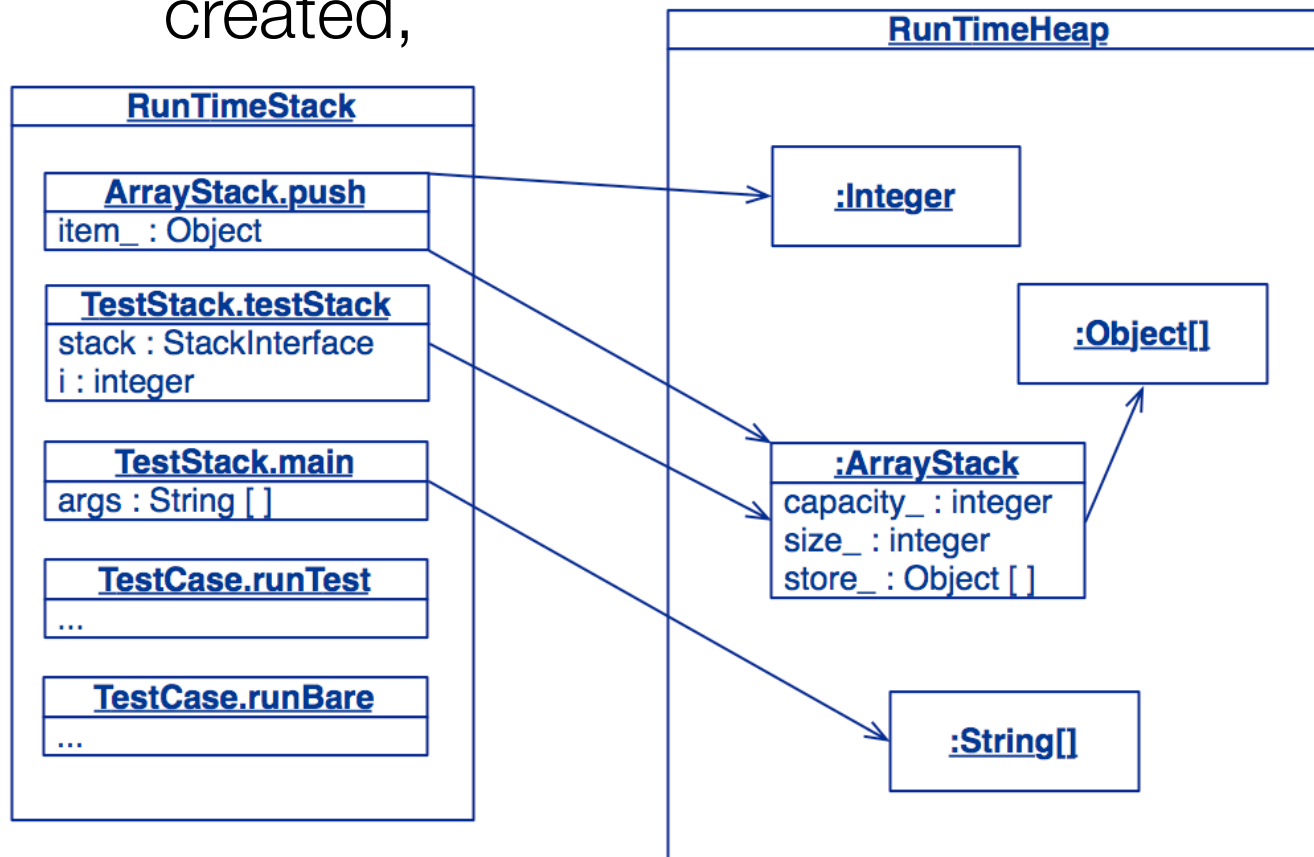 created,
RunTimeStack
ArrayStack.push
item_ : Object
TestStack.testStack
stack : StackInterface
i : integer
TestStack.main
args : String [ ]
TestCase.runTest
...
TestCase.runBare
...
RunTimeHeap
:Integer
:Object[]
:ArrayStack
capacity_ : integer
size_ : integer
store_ : Object [ ]
:String[]